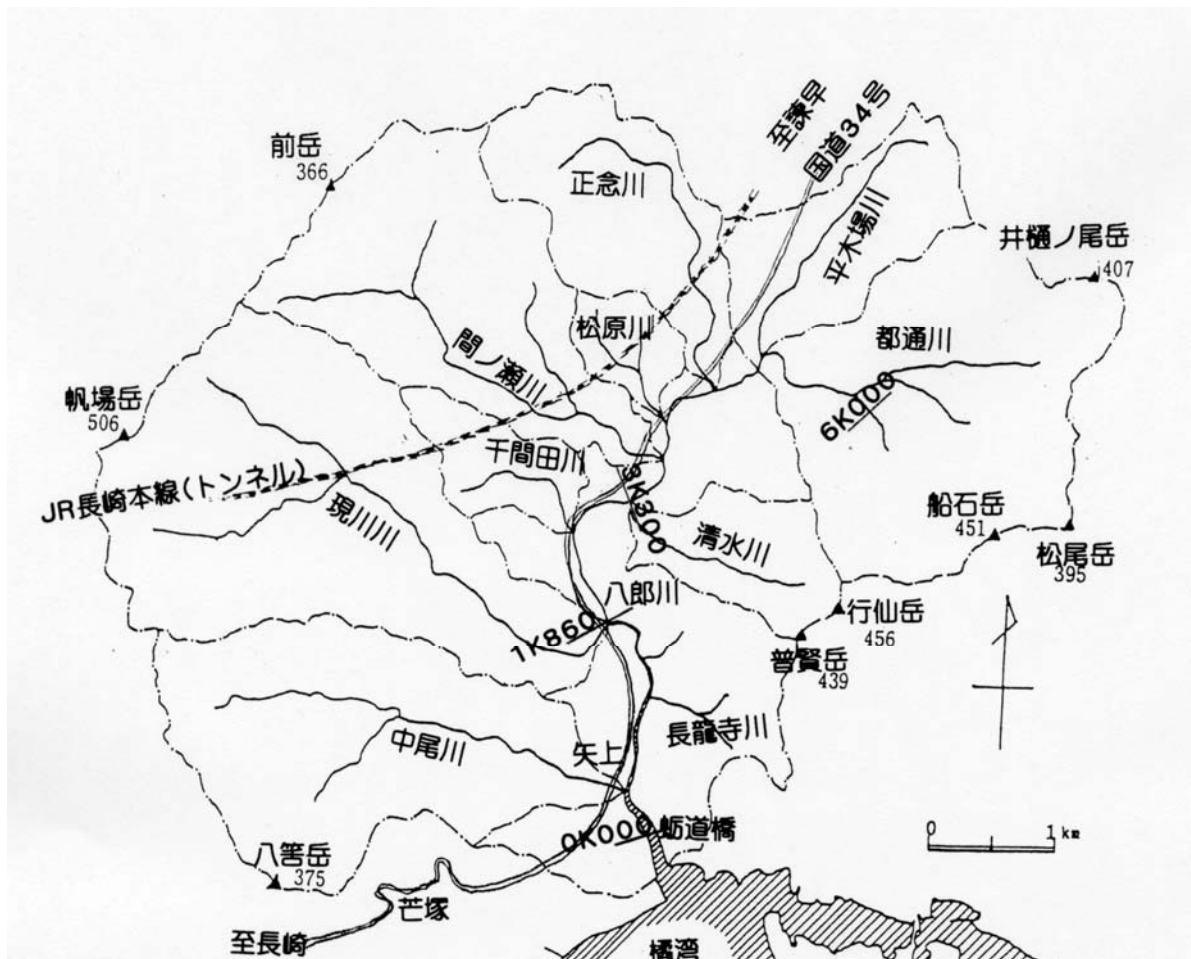 至諫早
国道34号
前岳
366
正念川
平木場川
井樋ノ尾岳
407
松原川
間ノ瀬川
都通川
6K000
帆場岳
506
千間田川
JR長崎本線(トンネル)
3K300
現川川
清水川
船石岳
451
松尾岳
395
八郎川
1K860
行仙岳
456
普賢岳
439
中尾川
矢上
長龍寺川
0K000
蛎道橋
0 1km
八筈岳
375
芒塚
至長崎
橘湾